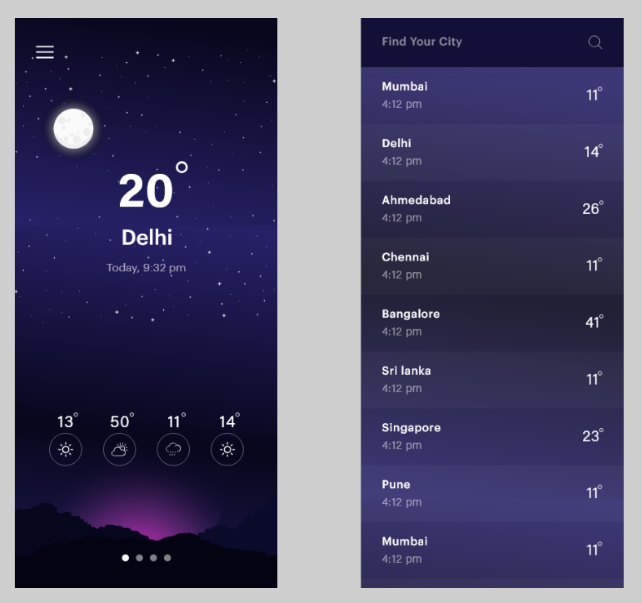 20°
Delhi
Today, 9:32 pm
13° 50° 11° 14°
Find Your City
Mumbai
4:12 pm
11°
Delhi
4:12 pm
14°
Ahmedabad
4:12 pm
26°
Chennai
4:12 pm
11°
Bangalore
4:12 pm
41°
Sri lanka
4:12 pm
11°
Singapore
4:12 pm
23°
Pune
4:12 pm
11°
Mumbai
4:12 pm
11°